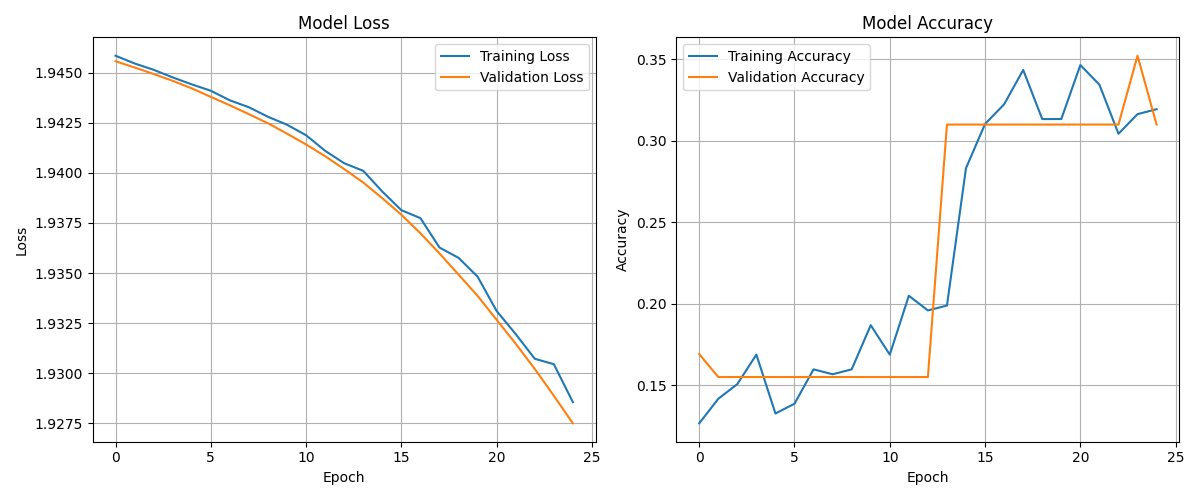 Model Loss
Training Loss
Validation Loss
1.9450
1.9425
1.9400
1.9375
1.9350
1.9325
1.9300
1.9275
Loss
0 5 10 15 20 25
Epoch
Model Accuracy
Training Accuracy
Validation Accuracy
0.35
0.30
0.25
0.20
0.15
Accuracy
0 5 10 15 20 25
Epoch